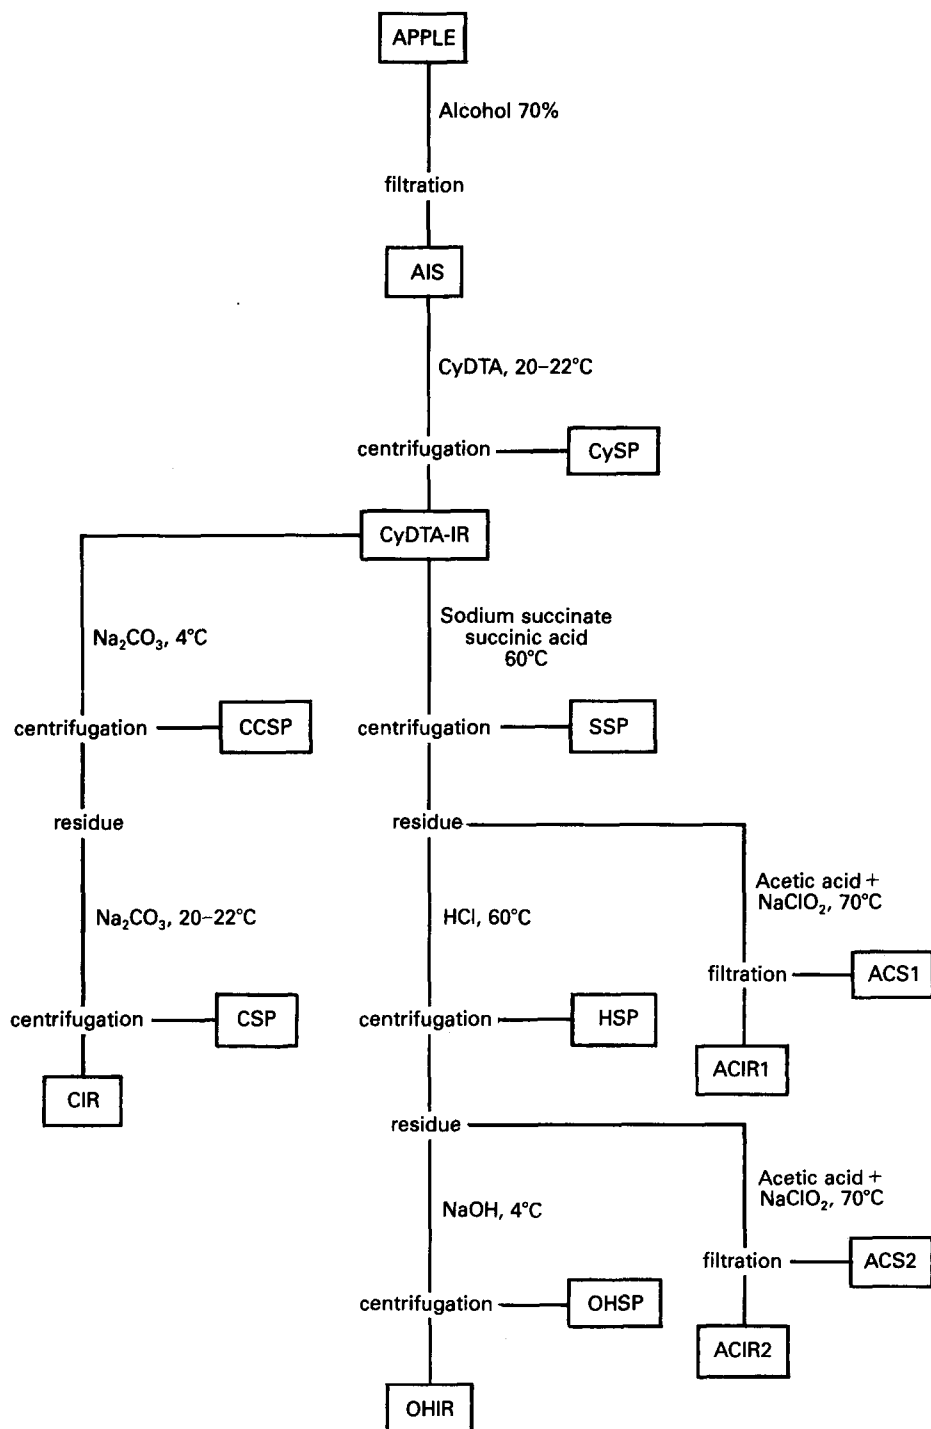 APPLE
Alcohol 70%
filtration
AIS
CyDTA, 20–22°C
centrifugation
CySP
CyDTA-IR
Na₂CO₃, 4°C
Sodium succinate
succinic acid
60°C
centrifugation
CCSP
centrifugation
SSP
residue
residue
Na₂CO₃, 20–22°C
HCl, 60°C
Acetic acid +
NaClO₂, 70°C
filtration
ACS1
centrifugation
CSP
centrifugation
HSP
ACIR1
CIR
residue
NaOH, 4°C
Acetic acid +
NaClO₂, 70°C
filtration
ACS2
centrifugation
OHSP
ACIR2
OHIR